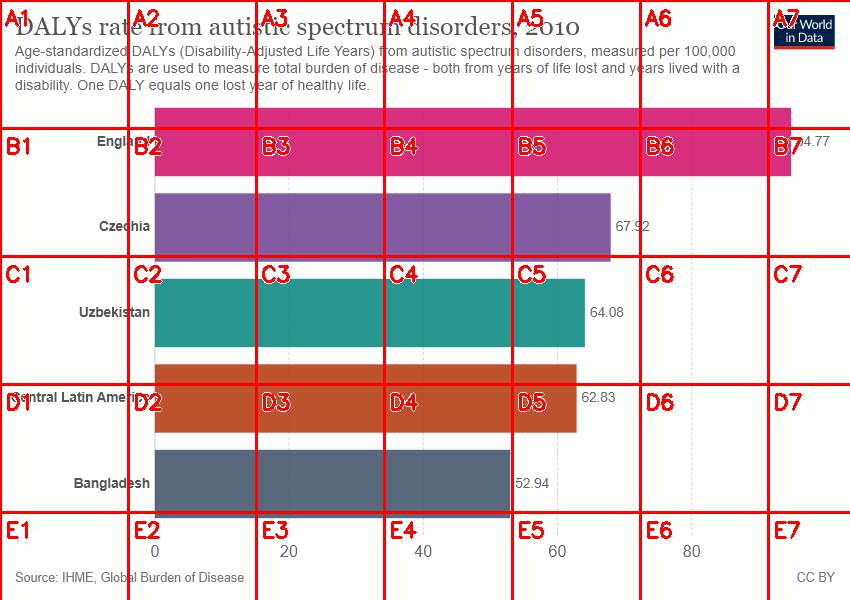 DALYs rate from autistic spectrum disorders, 2010
Our World
in Data
Age-standardized DALYs (Disability-Adjusted Life Years) from autistic spectrum disorders, measured per 100,000
individuals. DALYs are used to measure total burden of disease - both from years of life lost and years lived with a
disability. One DALY equals one lost year of healthy life.
A1 A2 A3 A4 A5 A6 A7
England 94.77
B1 B2 B3 B4 B5 B6 B7
Czechia 67.92
C1 C2 C3 C4 C5 C6 C7
Uzbekistan 64.08
Central Latin America 62.83
D1 D2 D3 D4 D5 D6 D7
Bangladesh 52.94
E1 E2 E3 E4 E5 E6 E7
0 20 40 60 80
Source: IHME, Global Burden of Disease
CC BY